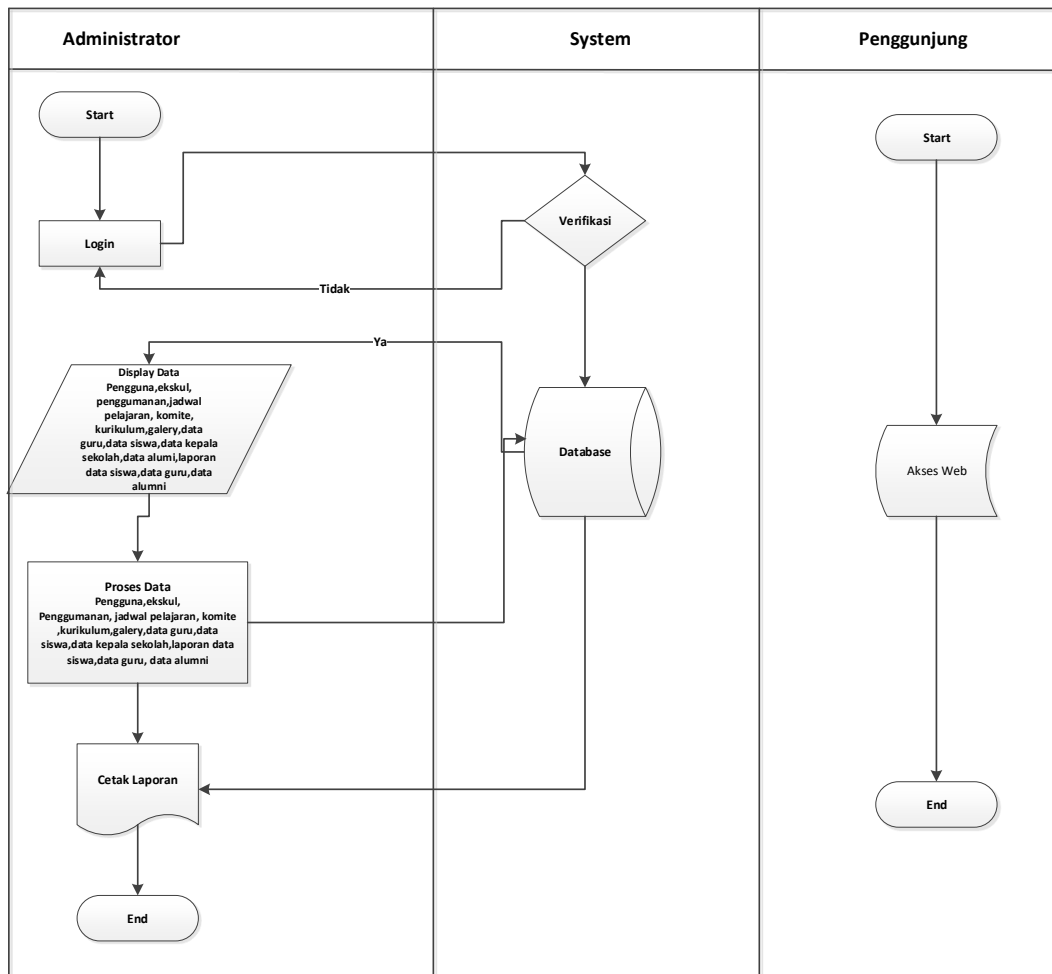 Administrator
System
Penggunjung
Start
Start
Verifikasi
Login
Tidak
Ya
Display Data
Pengguna,ekskul,
penggumanan,jadwal
pelajaran, komite,
kurikulum,galery,data
guru,data siswa,data kepala
sekolah,data alumi,laporan
data siswa,data guru,data
alumni
Database
Akses Web
Proses Data
Pengguna,ekskul,
Penggumanan, jadwal pelajaran, komite
,kurikulum,galery,data guru,data
siswa,data kepala sekolah,laporan data
siswa,data guru, data alumni
Cetak Laporan
End
End